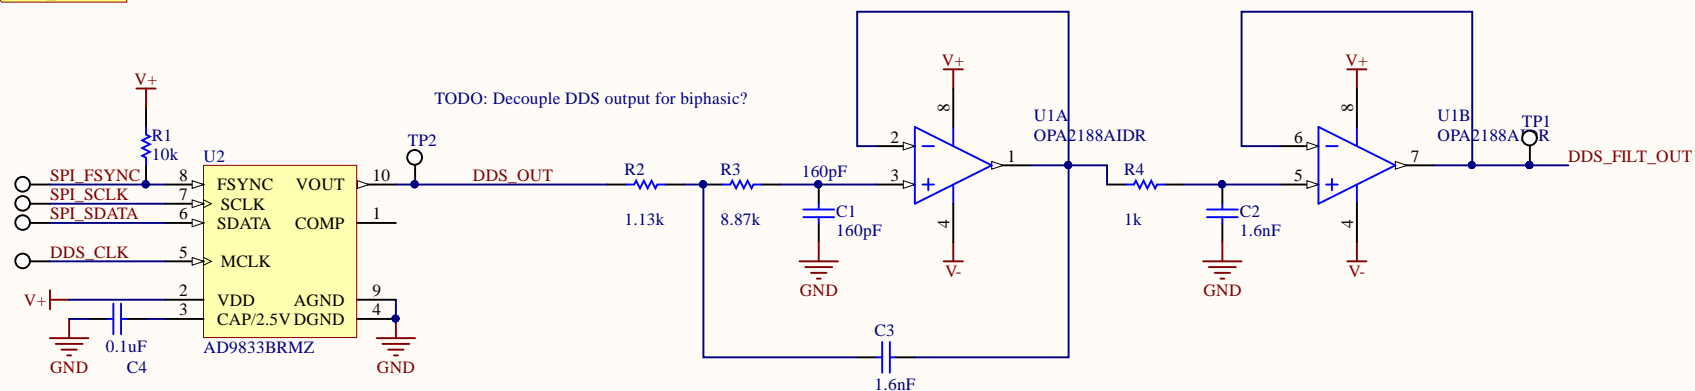 V+
R1
10k
TODO: Decouple DDS output for biphasic?
TP2
U2
SPI_FSYNC
8
FSYNC
VOUT
10
DDS_OUT
SPI_SCLK
7
SCLK
SPI_SDATA
6
SDATA
COMP
1
DDS_CLK
5
MCLK
V+
2
VDD
AGND
9
3
CAP/2.5V
DGND
4
AD9833BRMZ
GND
0.1uF
C4
GND
R2
1.13k
R3
8.87k
160pF
C1
160pF
GND
V+
8
U1A
OPA2188AIDR
2
1
3
4
V-
C3
1.6nF
R4
1k
C2
1.6nF
GND
V+
8
U1B
TP1
6
7
5
4
V-
DDS_FILT_OUT